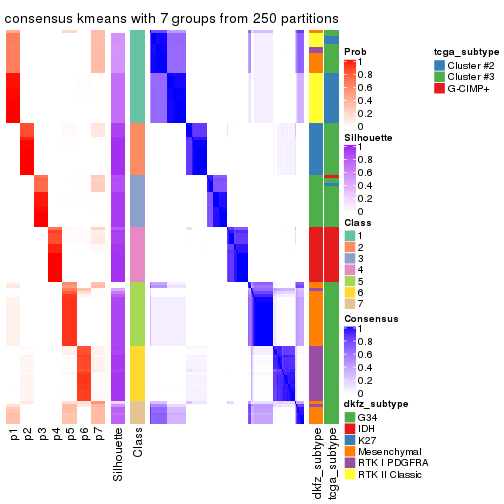 consensus kmeans with 7 groups from 250 partitions
Prob
1
0.8
0.6
0.4
0.2
0
Silhouette
1
0.8
0.6
0.4
0.2
0
Class
1
2
3
4
5
6
7
Consensus
1
0.8
0.6
0.4
0.2
0
dkfz_subtype
G34
IDH
K27
Mesenchymal
RTK I PDGFRA
RTK II Classic
tcga_subtype
Cluster #2
Cluster #3
G-CIMP+
p1
p2
p3
p4
p5
p6
p7
Silhouette
Class
dkfz_subtype
tcga_subtype